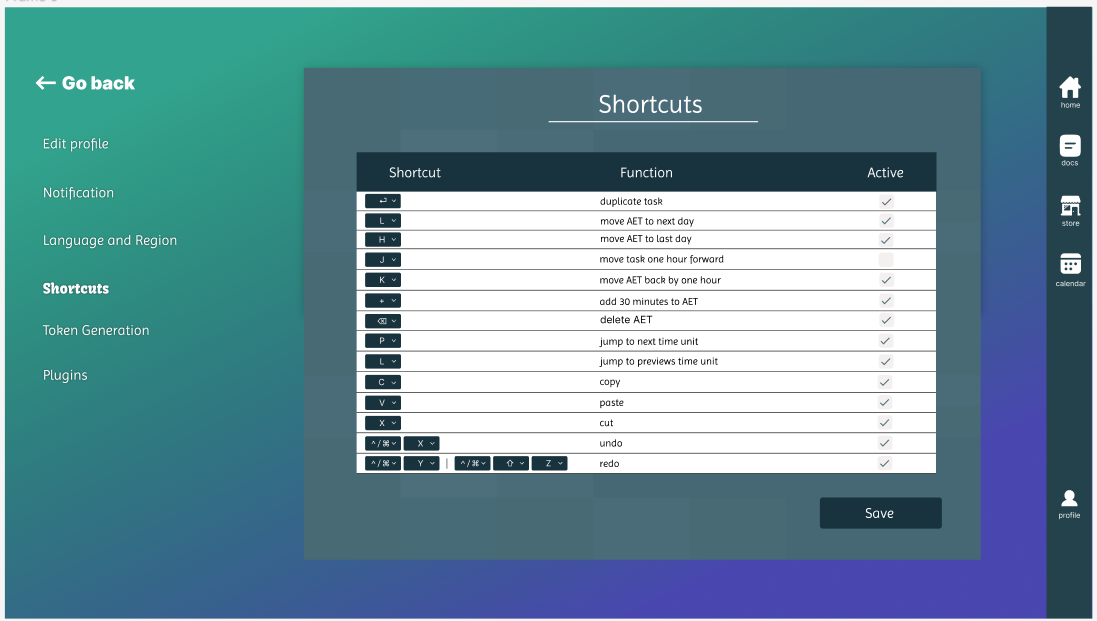 ← Go back
Edit profile
Notification
Language and Region
Shortcuts
Token Generation
Plugins
Shortcuts
Shortcut Function Active
⏎ duplicate task
L move AET to next day
H move AET to last day
J move task one hour forward
K move AET back by one hour
+ add 30 minutes to AET
⌫ delete AET
P jump to next time unit
L jump to previews time unit
C copy
V paste
X cut
^/⌘ X undo
^/⌘ Y | ^/⌘ ⇧ Z redo
Save
home
docs
store
calendar
profile